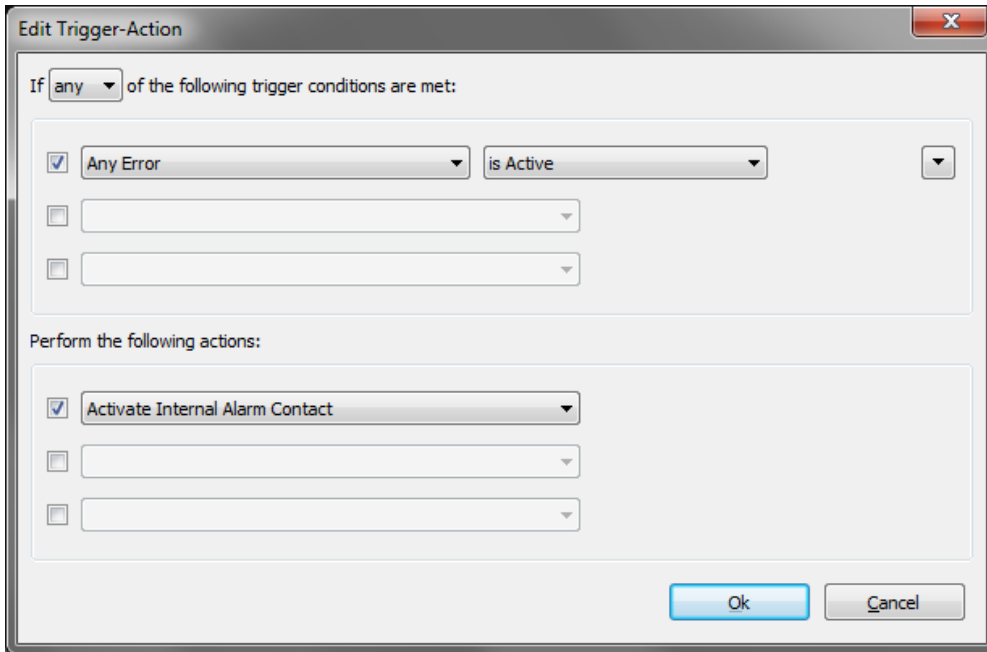 Edit Trigger-Action
If any of the following trigger conditions are met:
Any Error is Active
Perform the following actions:
Activate Internal Alarm Contact
Ok Cancel